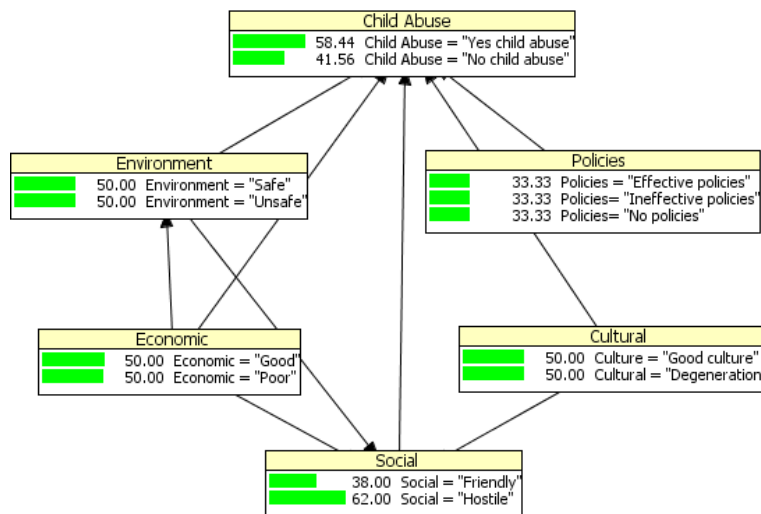 Child Abuse
58.44 Child Abuse = "Yes child abuse"
41.56 Child Abuse = "No child abuse"
Environment
50.00 Environment = "Safe"
50.00 Environment = "Unsafe"
Policies
33.33 Policies = "Effective policies"
33.33 Policies= "Ineffective policies"
33.33 Policies= "No policies"
Economic
50.00 Economic = "Good"
50.00 Economic = "Poor"
Cultural
50.00 Culture = "Good culture"
50.00 Cultural = "Degeneration
Social
38.00 Social = "Friendly"
62.00 Social = "Hostile"